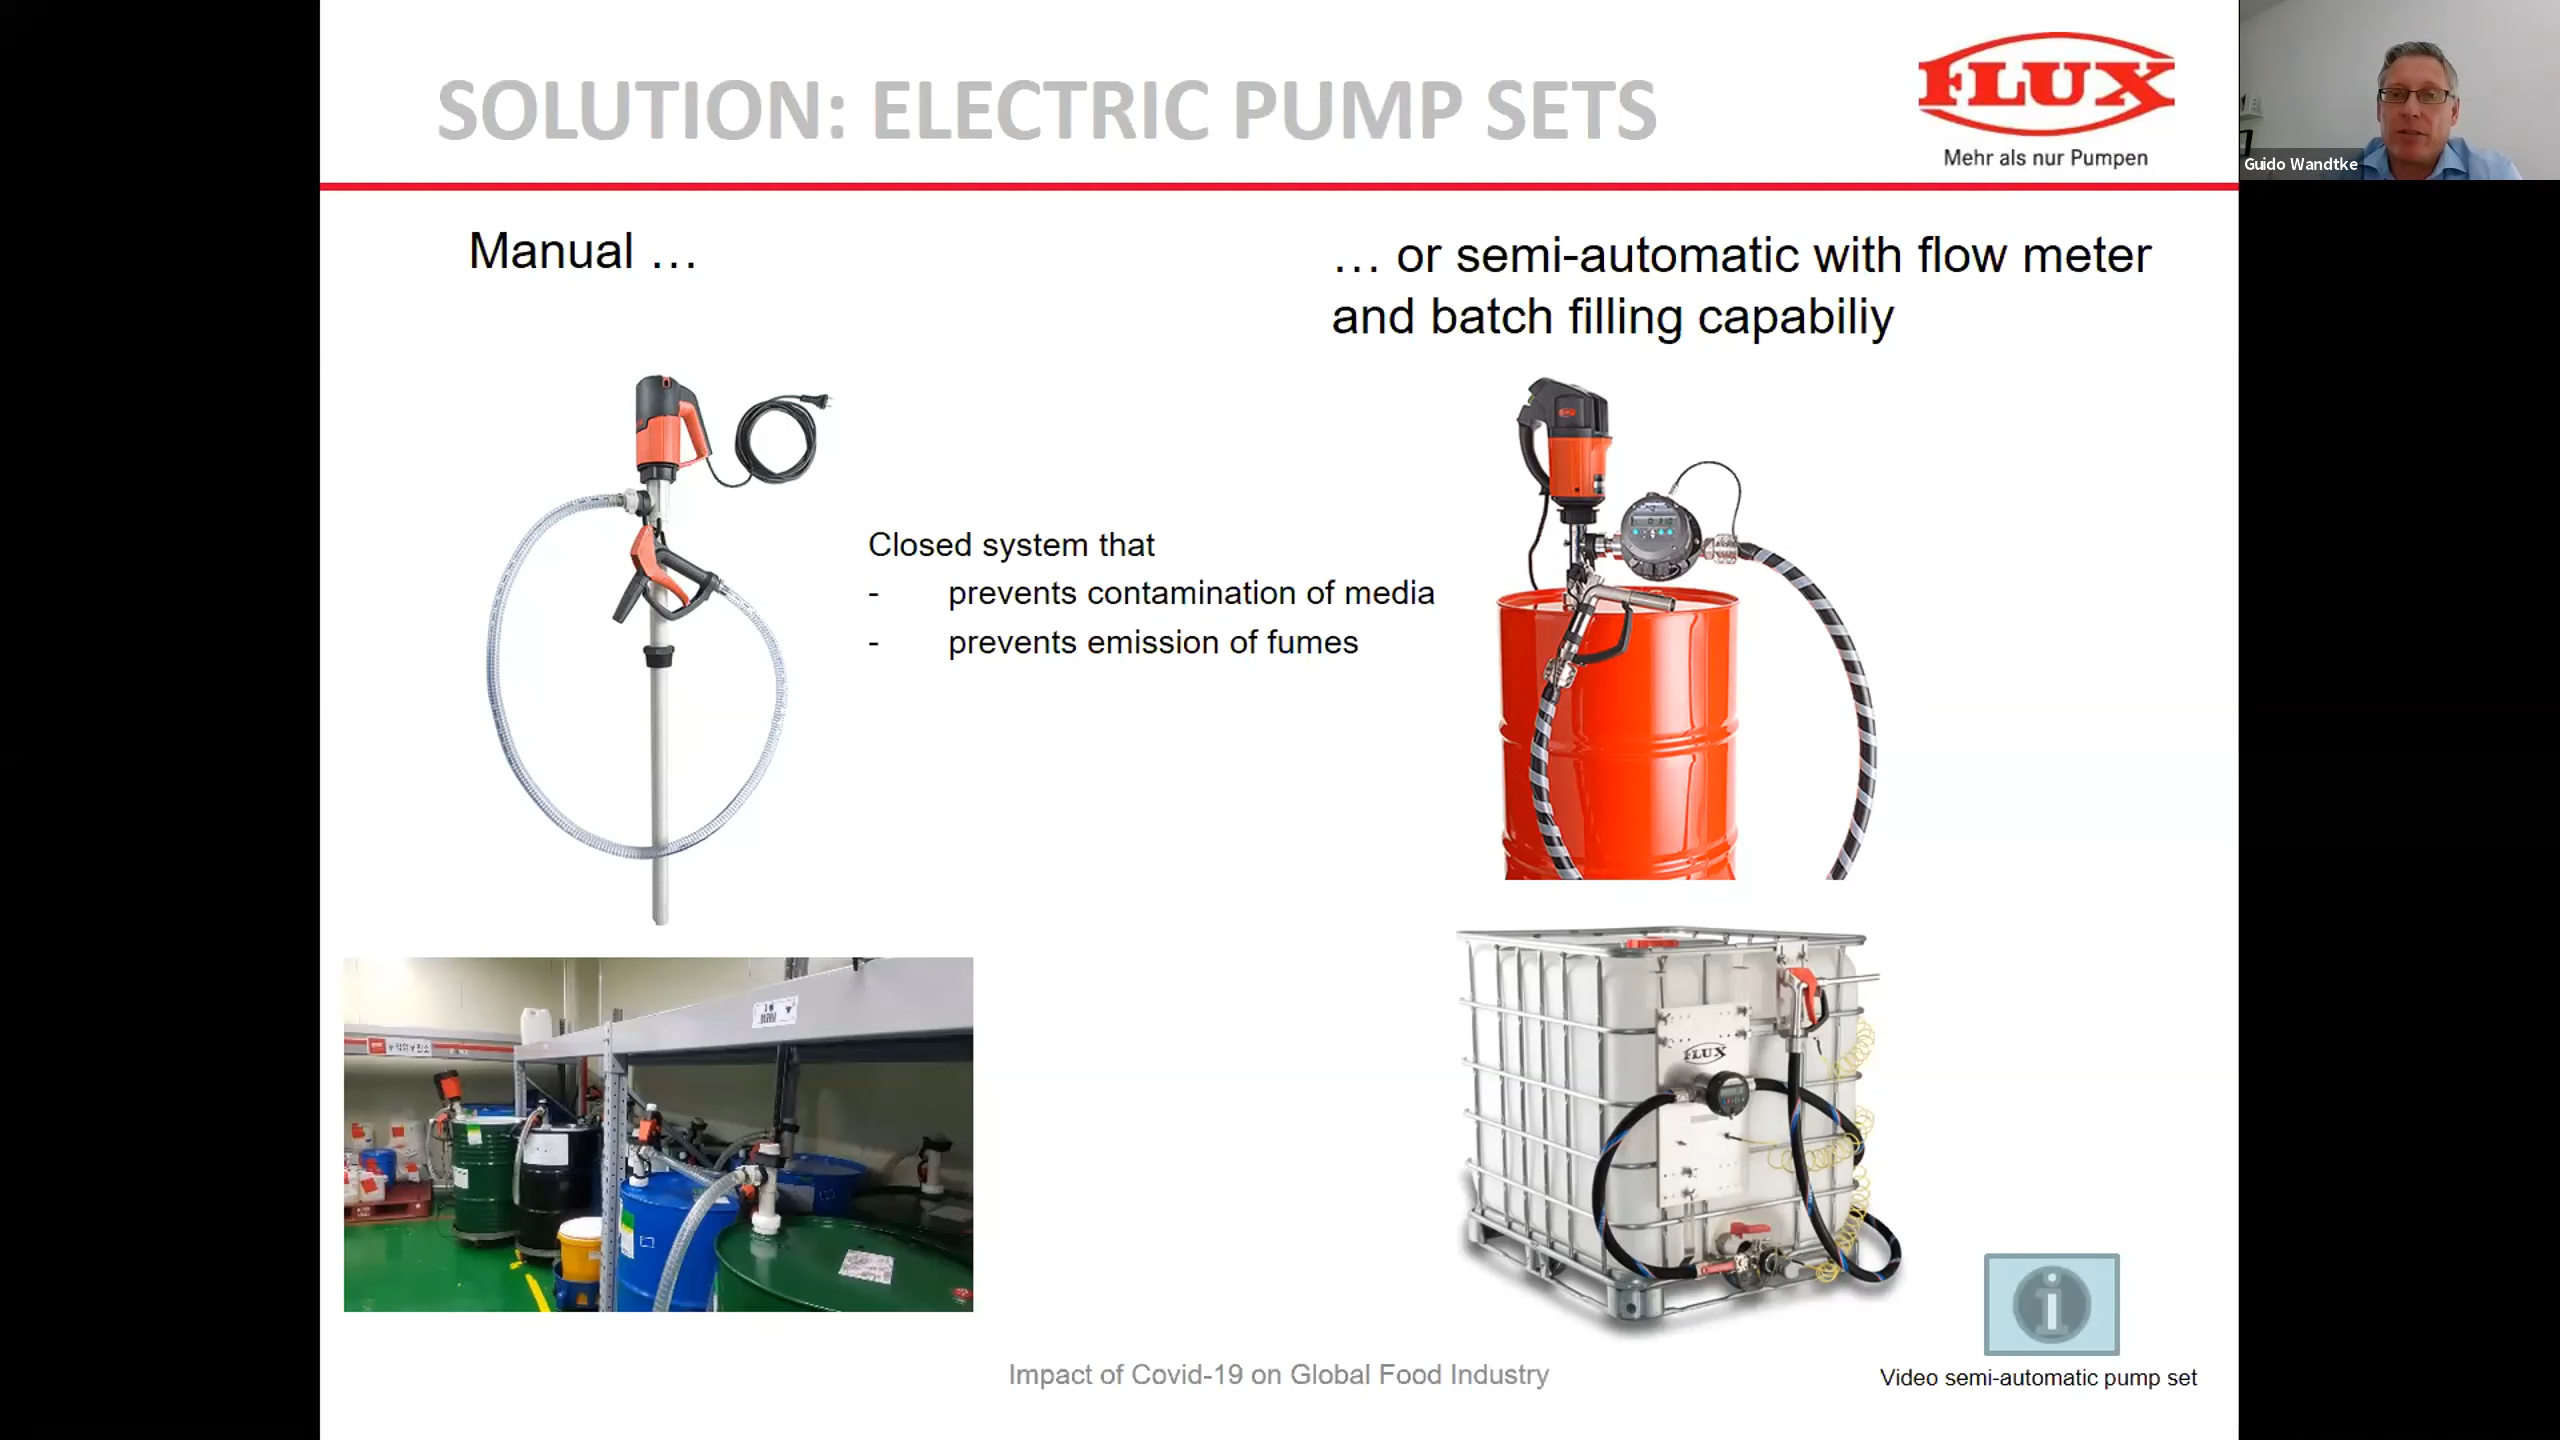 SOLUTION: ELECTRIC PUMP SETS
FLUX
Mehr als nur Pumpen
Guido Wandtke
Manual …
… or semi-automatic with flow meter
and batch filling capabiliy
Closed system that
- prevents contamination of media
- prevents emission of fumes
FLUX
Impact of Covid-19 on Global Food Industry
Video semi-automatic pump set